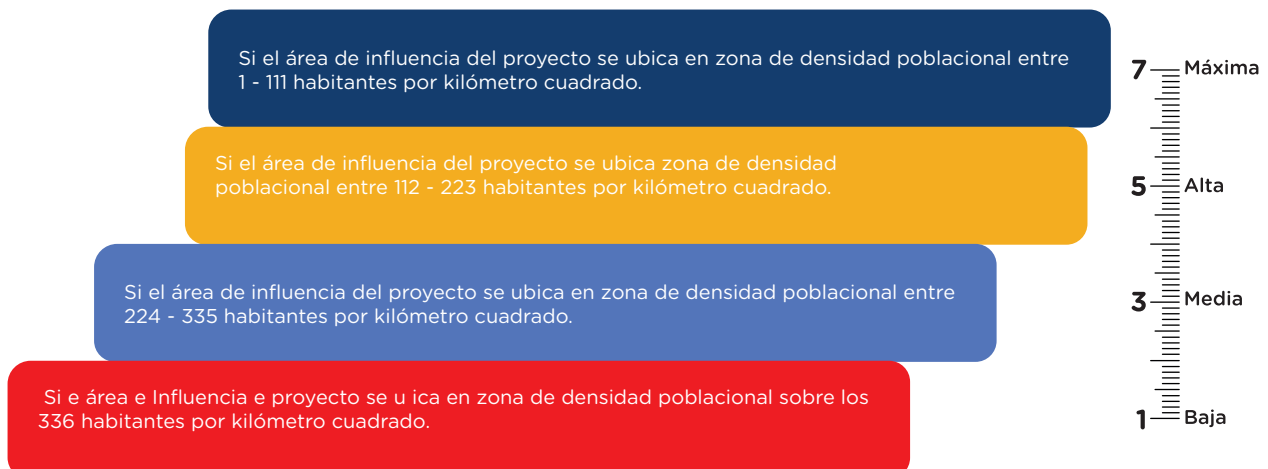 Si el área de influencia del proyecto se ubica en zona de densidad poblacional entre
1 - 111 habitantes por kilómetro cuadrado.
7 Máxima
Si el área de influencia del proyecto se ubica zona de densidad
poblacional entre 112 - 223 habitantes por kilómetro cuadrado.
5 Alta
Si el área de influencia del proyecto se ubica en zona de densidad poblacional entre
224 - 335 habitantes por kilómetro cuadrado.
3 Media
Si e área e Influencia e proyecto se u ica en zona de densidad poblacional sobre los
336 habitantes por kilómetro cuadrado.
1 Baja